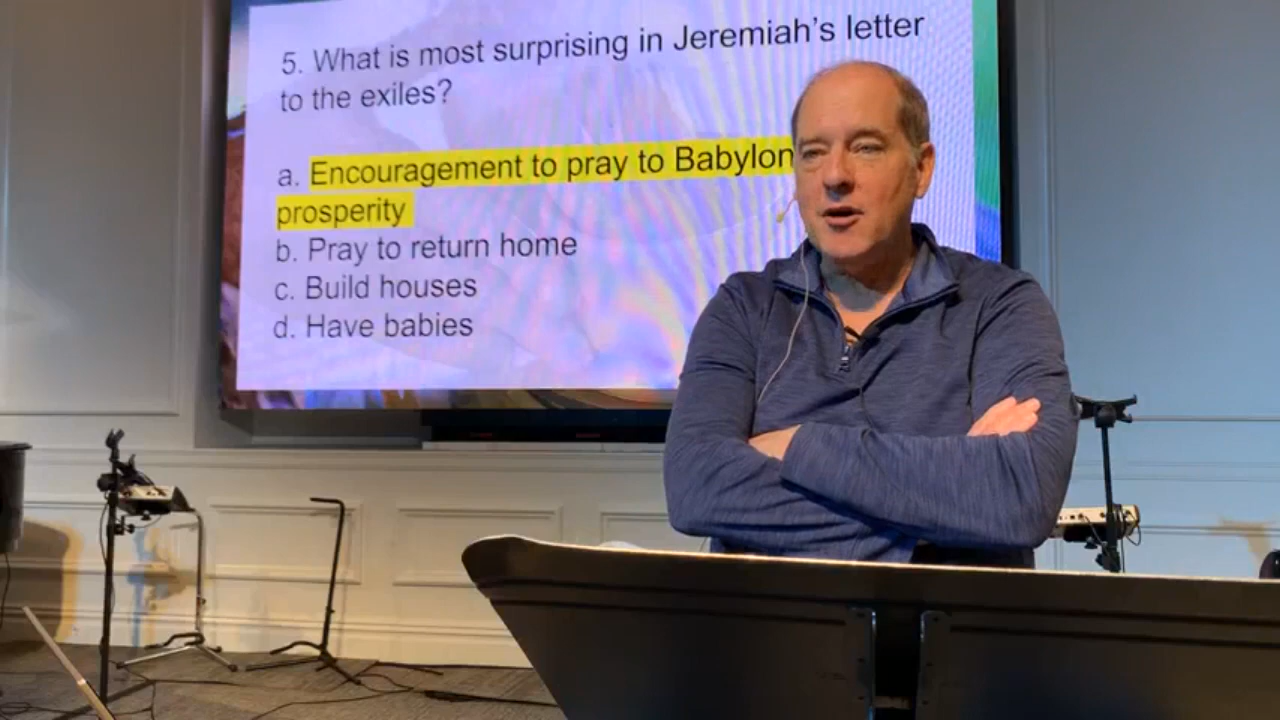 5. What is most surprising in Jeremiah's letter
to the exiles?
a. Encouragement to pray to Babylon
prosperity
b. Pray to return home
c. Build houses
d. Have babies